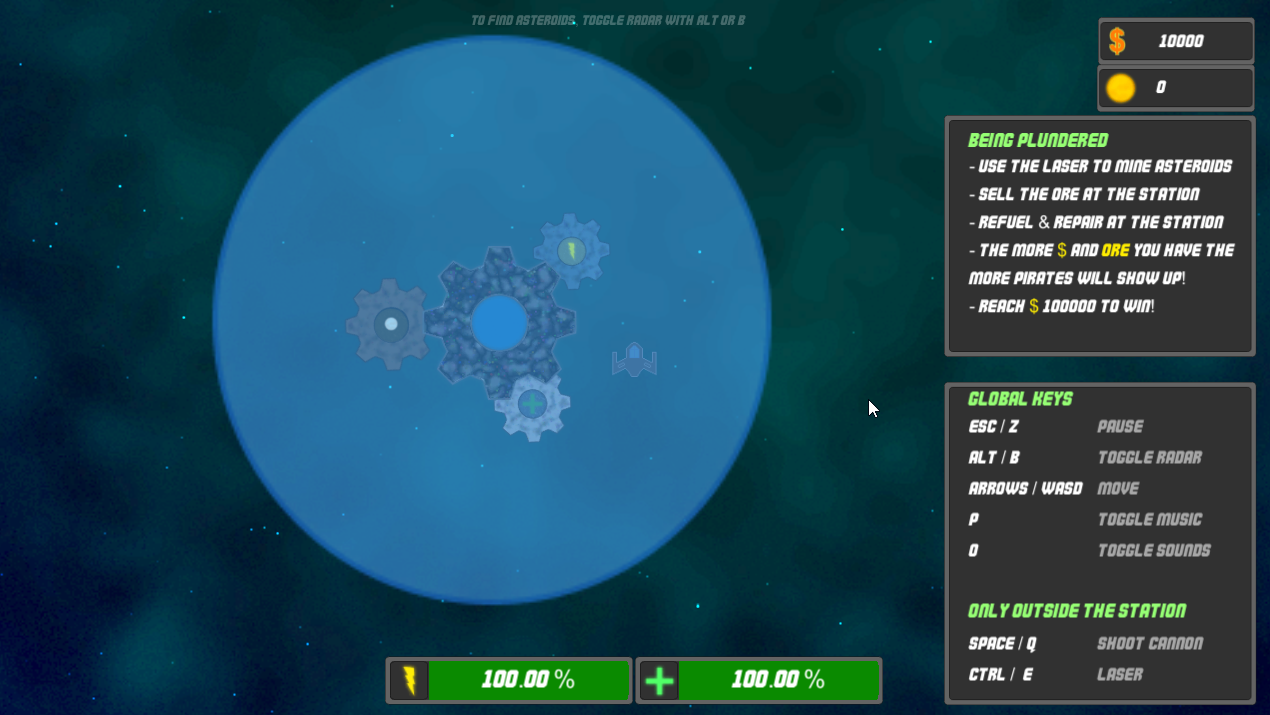 TO FIND ASTEROIDS, TOGGLE RADAR WITH ALT OR B
$ 10000
0
BEING PLUNDERED
- USE THE LASER TO MINE ASTEROIDS
- SELL THE ORE AT THE STATION
- REFUEL & REPAIR AT THE STATION
- THE MORE $ AND ORE YOU HAVE THE
MORE PIRATES WILL SHOW UP!
- REACH $ 100000 TO WIN!
GLOBAL KEYS
ESC / Z PAUSE
ALT / B TOGGLE RADAR
ARROWS / WASD MOVE
P TOGGLE MUSIC
O TOGGLE SOUNDS
ONLY OUTSIDE THE STATION
SPACE / Q SHOOT CANNON
CTRL / E LASER
100.00 %
100.00 %